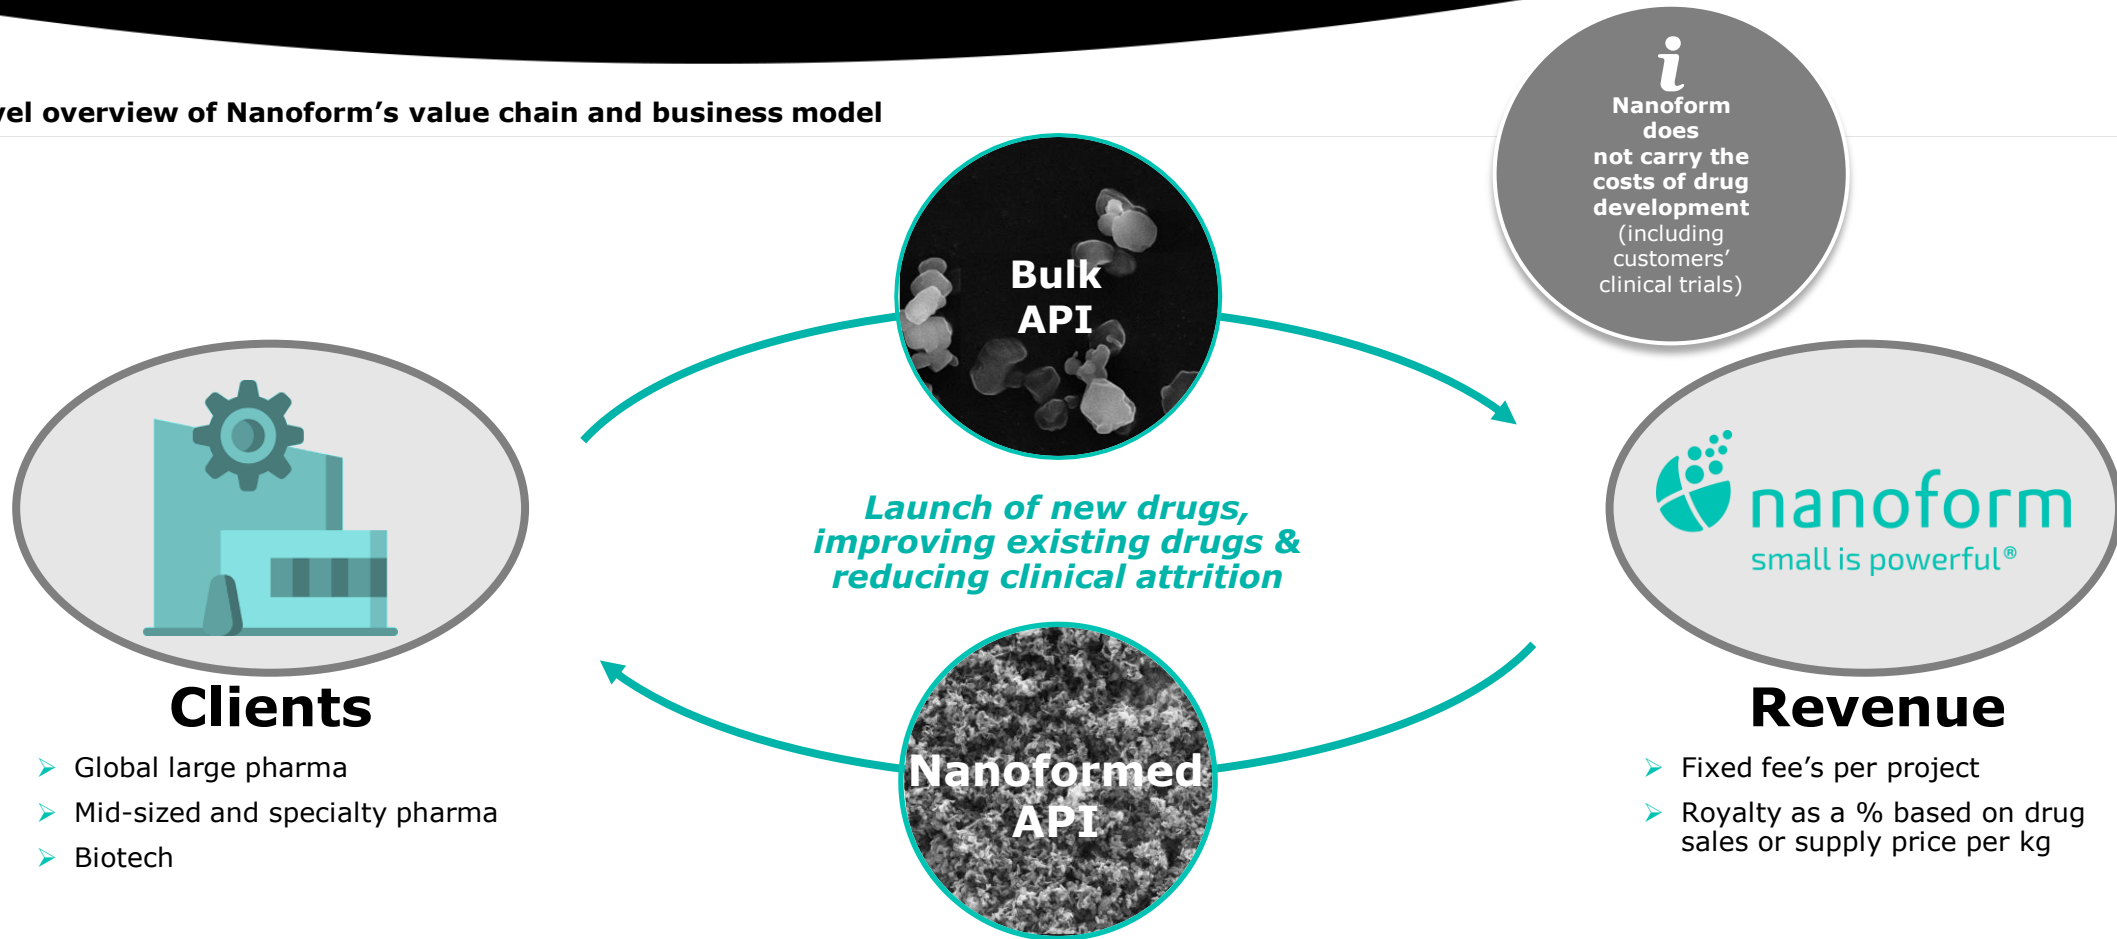 vel overview of Nanoform’s value chain and business model
i
Nanoform
does
not carry the
costs of drug
development
(including
customers’
clinical trials)
Bulk
API
Launch of new drugs,
improving existing drugs &
reducing clinical attrition
nanoform
small is powerful®
Nanoformed
API
Clients
Global large pharma
Mid-sized and specialty pharma
Biotech
Revenue
Fixed fee’s per project
Royalty as a % based on drug
sales or supply price per kg